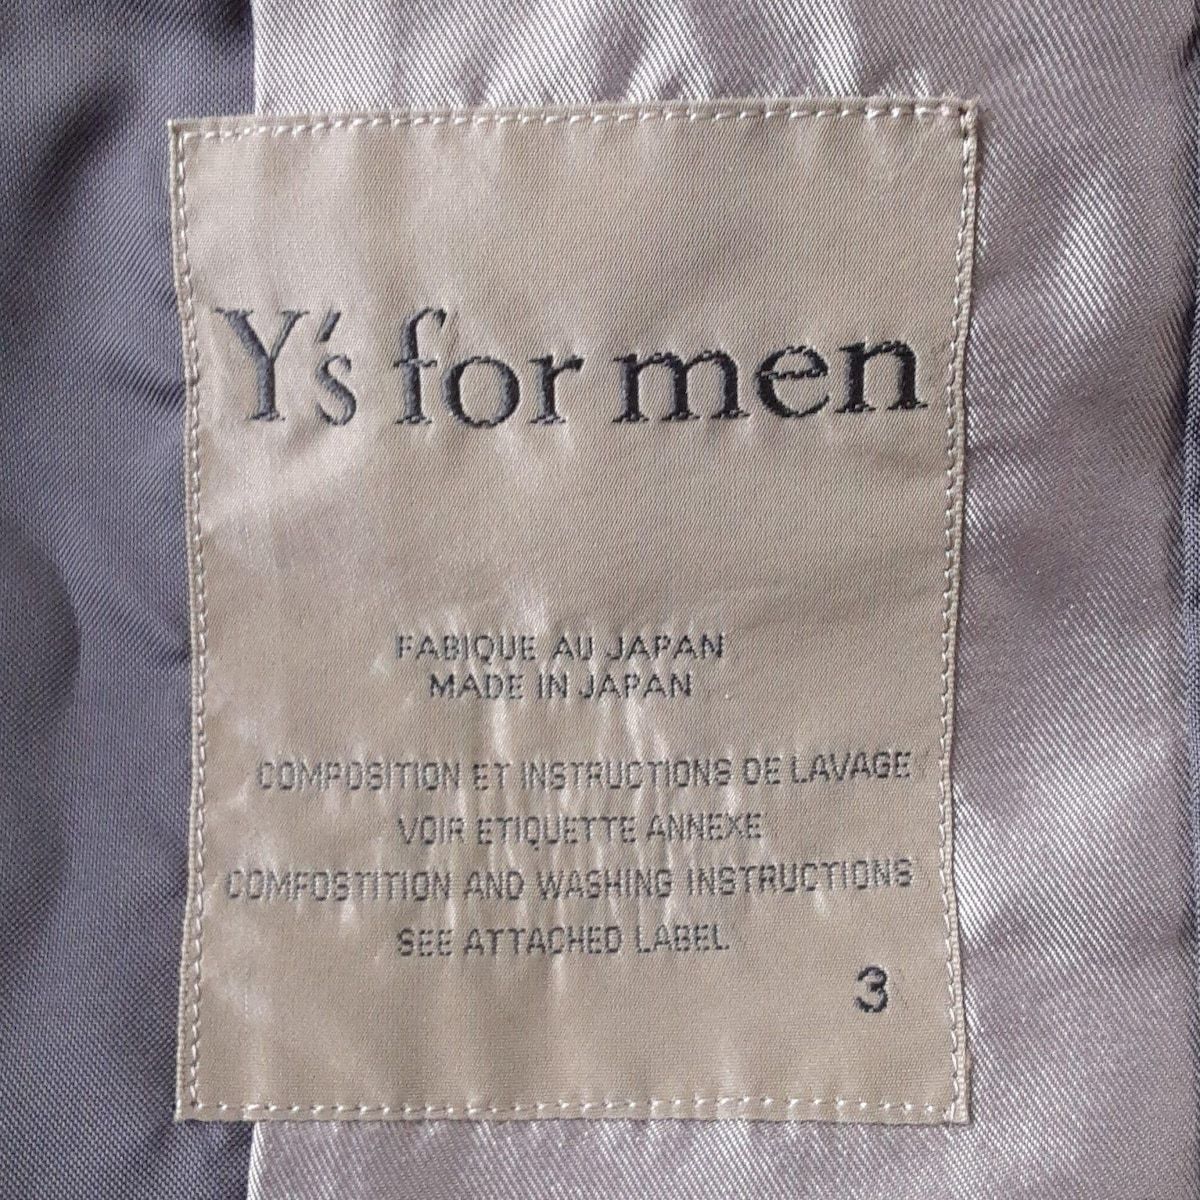 Y's for men
FABIQUE AU JAPAN
MADE IN JAPAN
COMPOSITION ET INSTRUCTIONS DE LAVAGE
VOIR ETIQUETTE ANNEXE
COMPOSTITION AND WASHING INSTRUCTIONS
SEE ATTACHED LABEL
3